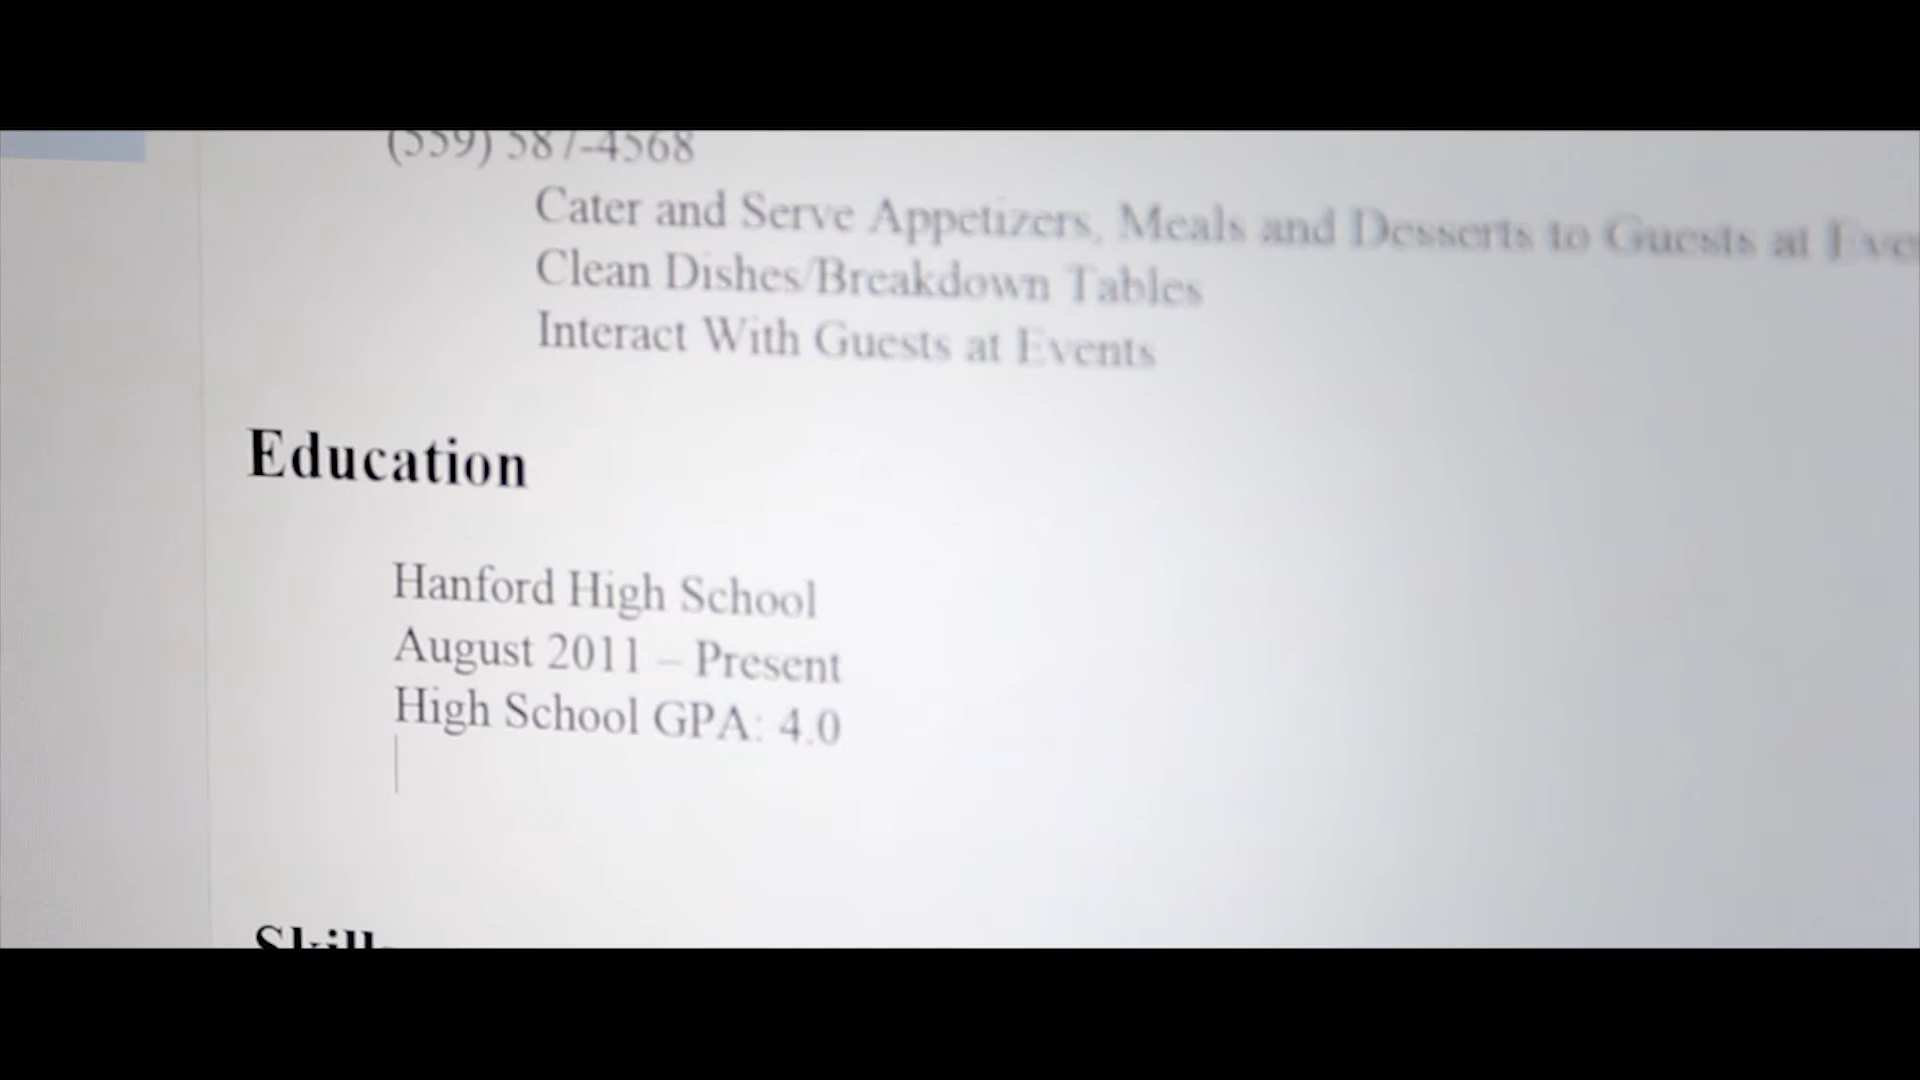 (559) 587-4568
Cater and Serve Appetizers, Meals and Desserts to Guests at
Clean Dishes/Breakdown Tables
Interact With Guests at Events
Education
Hanford High School
August 2011 – Present
High School GPA: 4.0